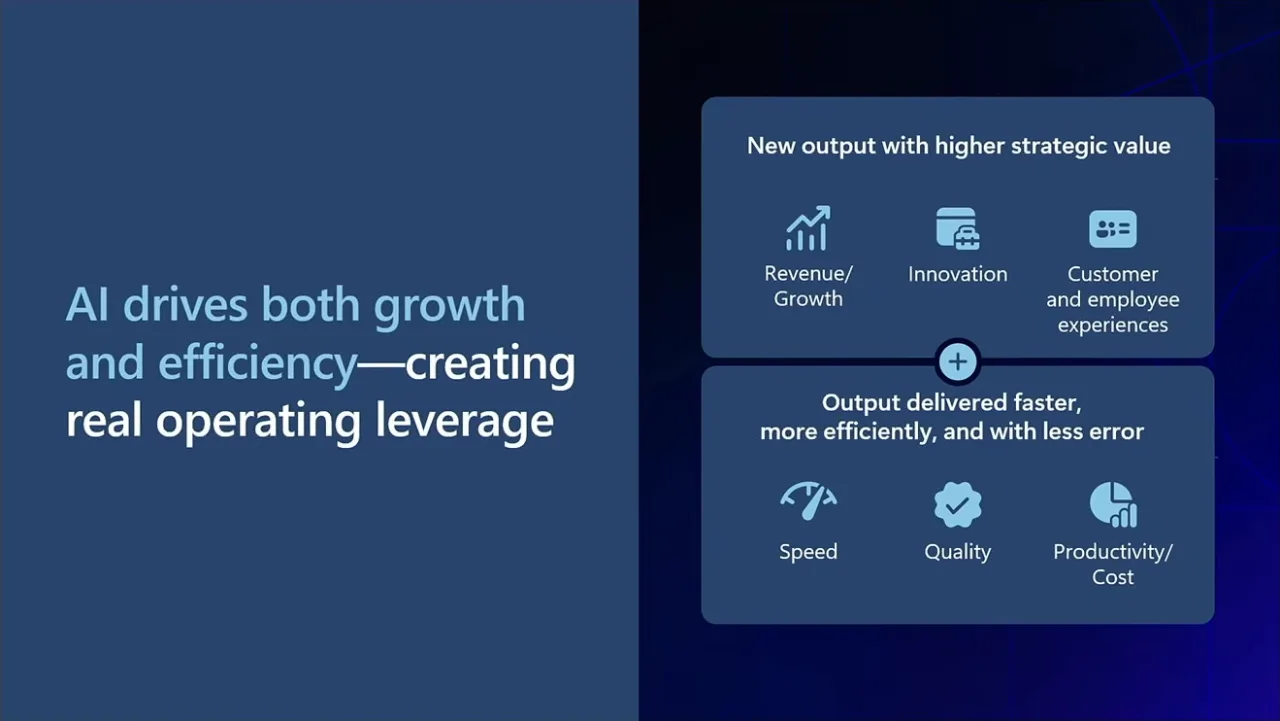 AI drives both growth
and efficiency—creating
real operating leverage
New output with higher strategic value
Revenue/
Growth
Innovation
Customer
and employee
experiences
Output delivered faster,
more efficiently, and with less error
Speed
Quality
Productivity/
Cost